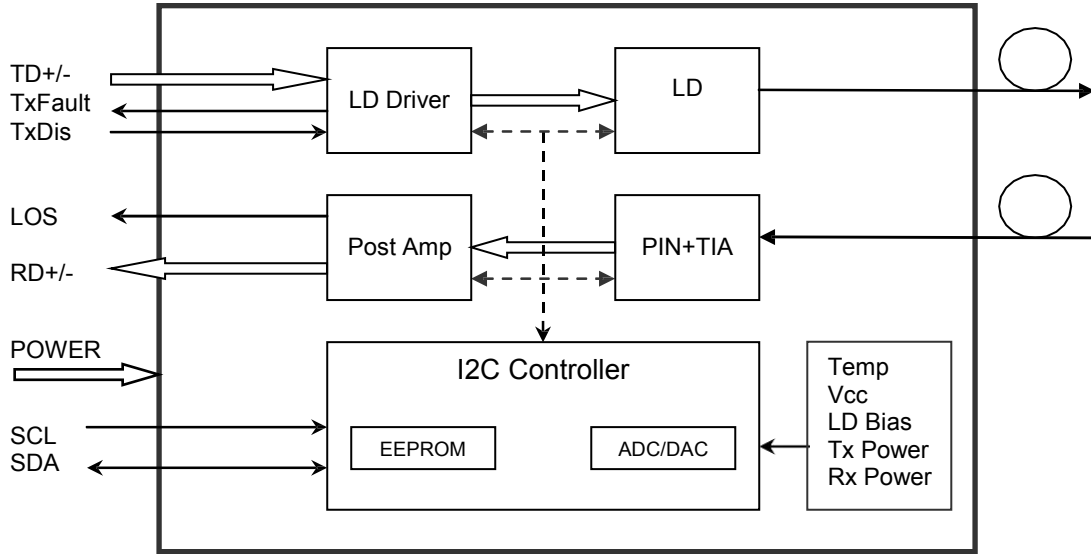 TD+/-
TxFault
TxDis
LD Driver
LD
LOS
RD+/-
Post Amp
PIN+TIA
POWER
SCL
SDA
I2C Controller
EEPROM
ADC/DAC
Temp
Vcc
LD Bias
Tx Power
Rx Power